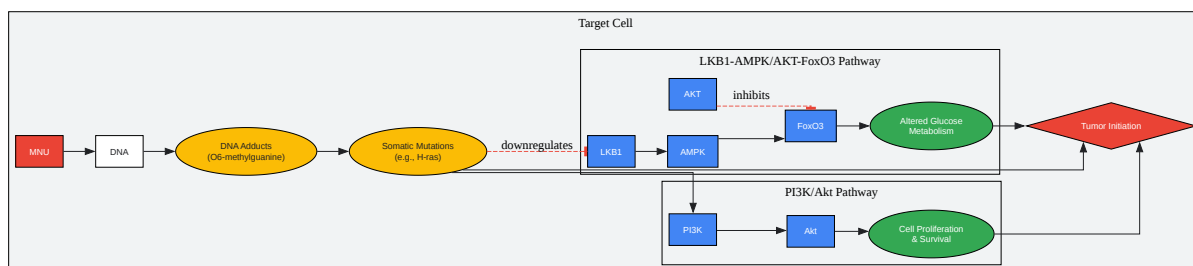 Target Cell
LKB1-AMPK/AKT-FoxO3 Pathway
AKT
inhibits
FoxO3
Altered Glucose
Metabolism
Tumor Initiation
MNU
DNA
DNA Adducts
(O6-methylguanine)
Somatic Mutations
(e.g., H-ras)
downregulates
LKB1
AMPK
PI3K/Akt Pathway
PI3K
Akt
Cell Proliferation
& Survival